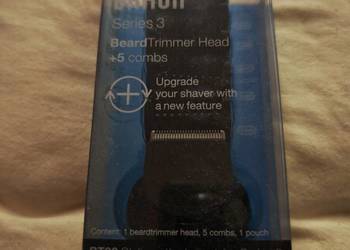 BRAUN
Series 3
BeardTrimmer Head
+5 combs
Upgrade
your shaver with
a new feature
Content: 1 beardtrimmer head, 5 combs, 1 pouch